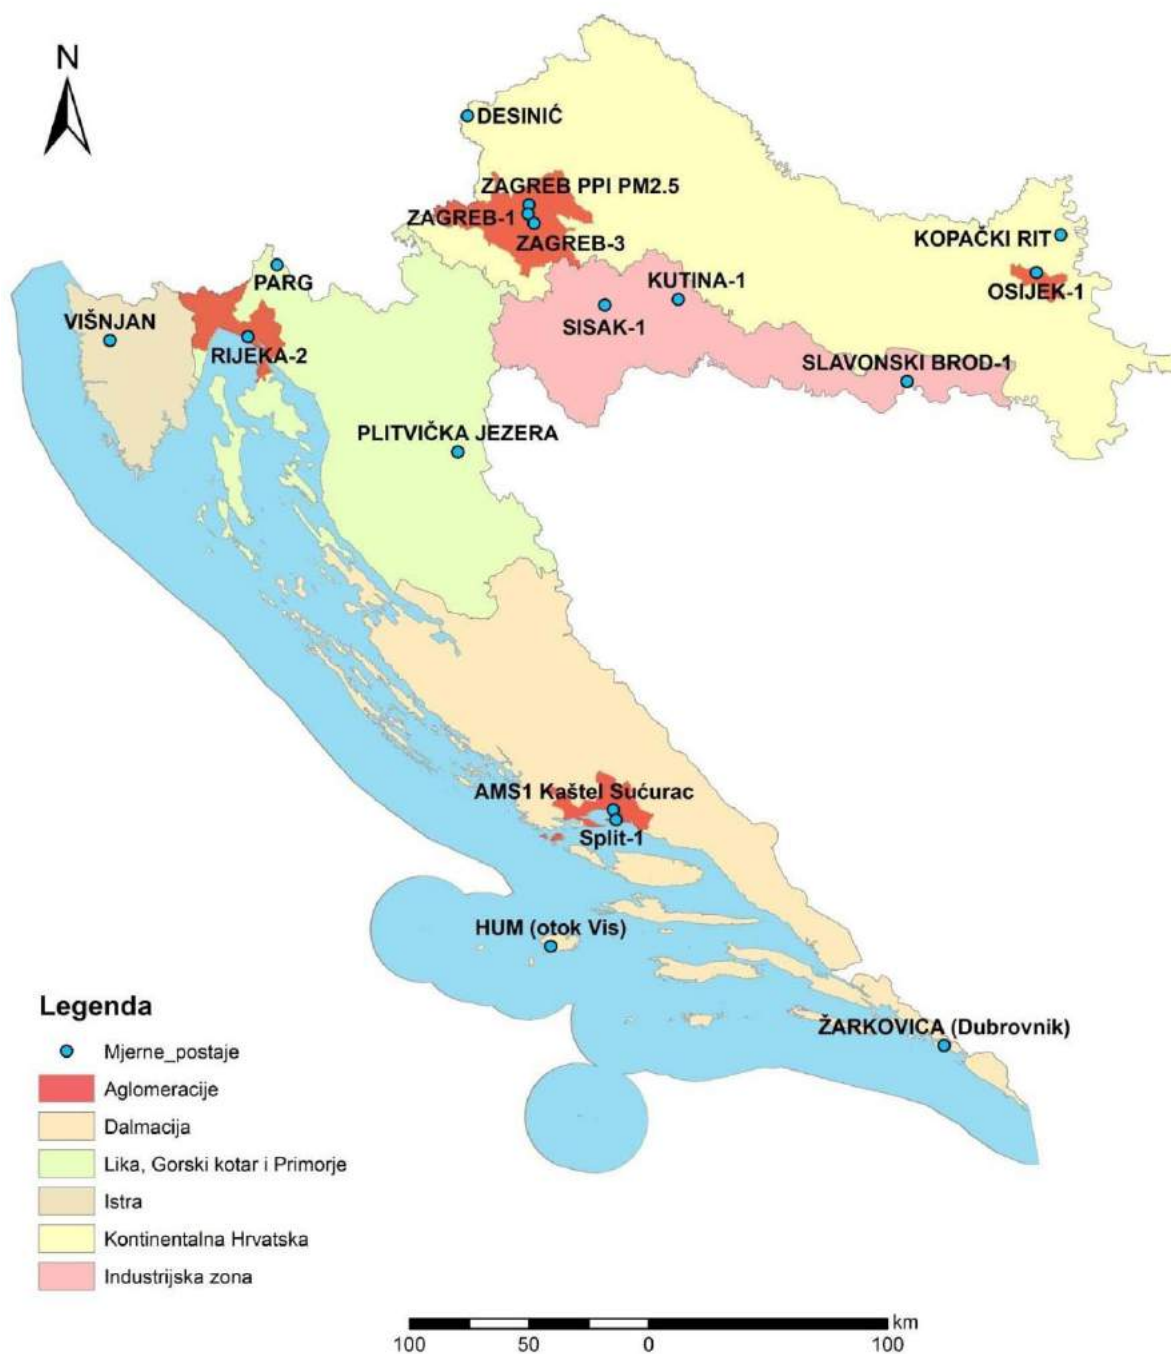 N
DESINIĆ
ZAGREB PPI PM2.5
ZAGREB-1
ZAGREB-3
KOPAČKI RIT
PARG
KUTINA-1
OSIJEK-1
VIŠNJAN
SISAK-1
RIJEKA-2
SLAVONSKI BROD-1
PLITVIČKA JEZERA
AMS1 Kaštel Sućurac
Split-1
HUM (otok Vis)
ŽARKOVICA (Dubrovnik)
Legenda
Mjerne_postaje
Aglomeracije
Dalmacija
Lika, Gorski kotar i Primorje
Istra
Kontinentalna Hrvatska
Industrijska zona
km
100 50 0 100